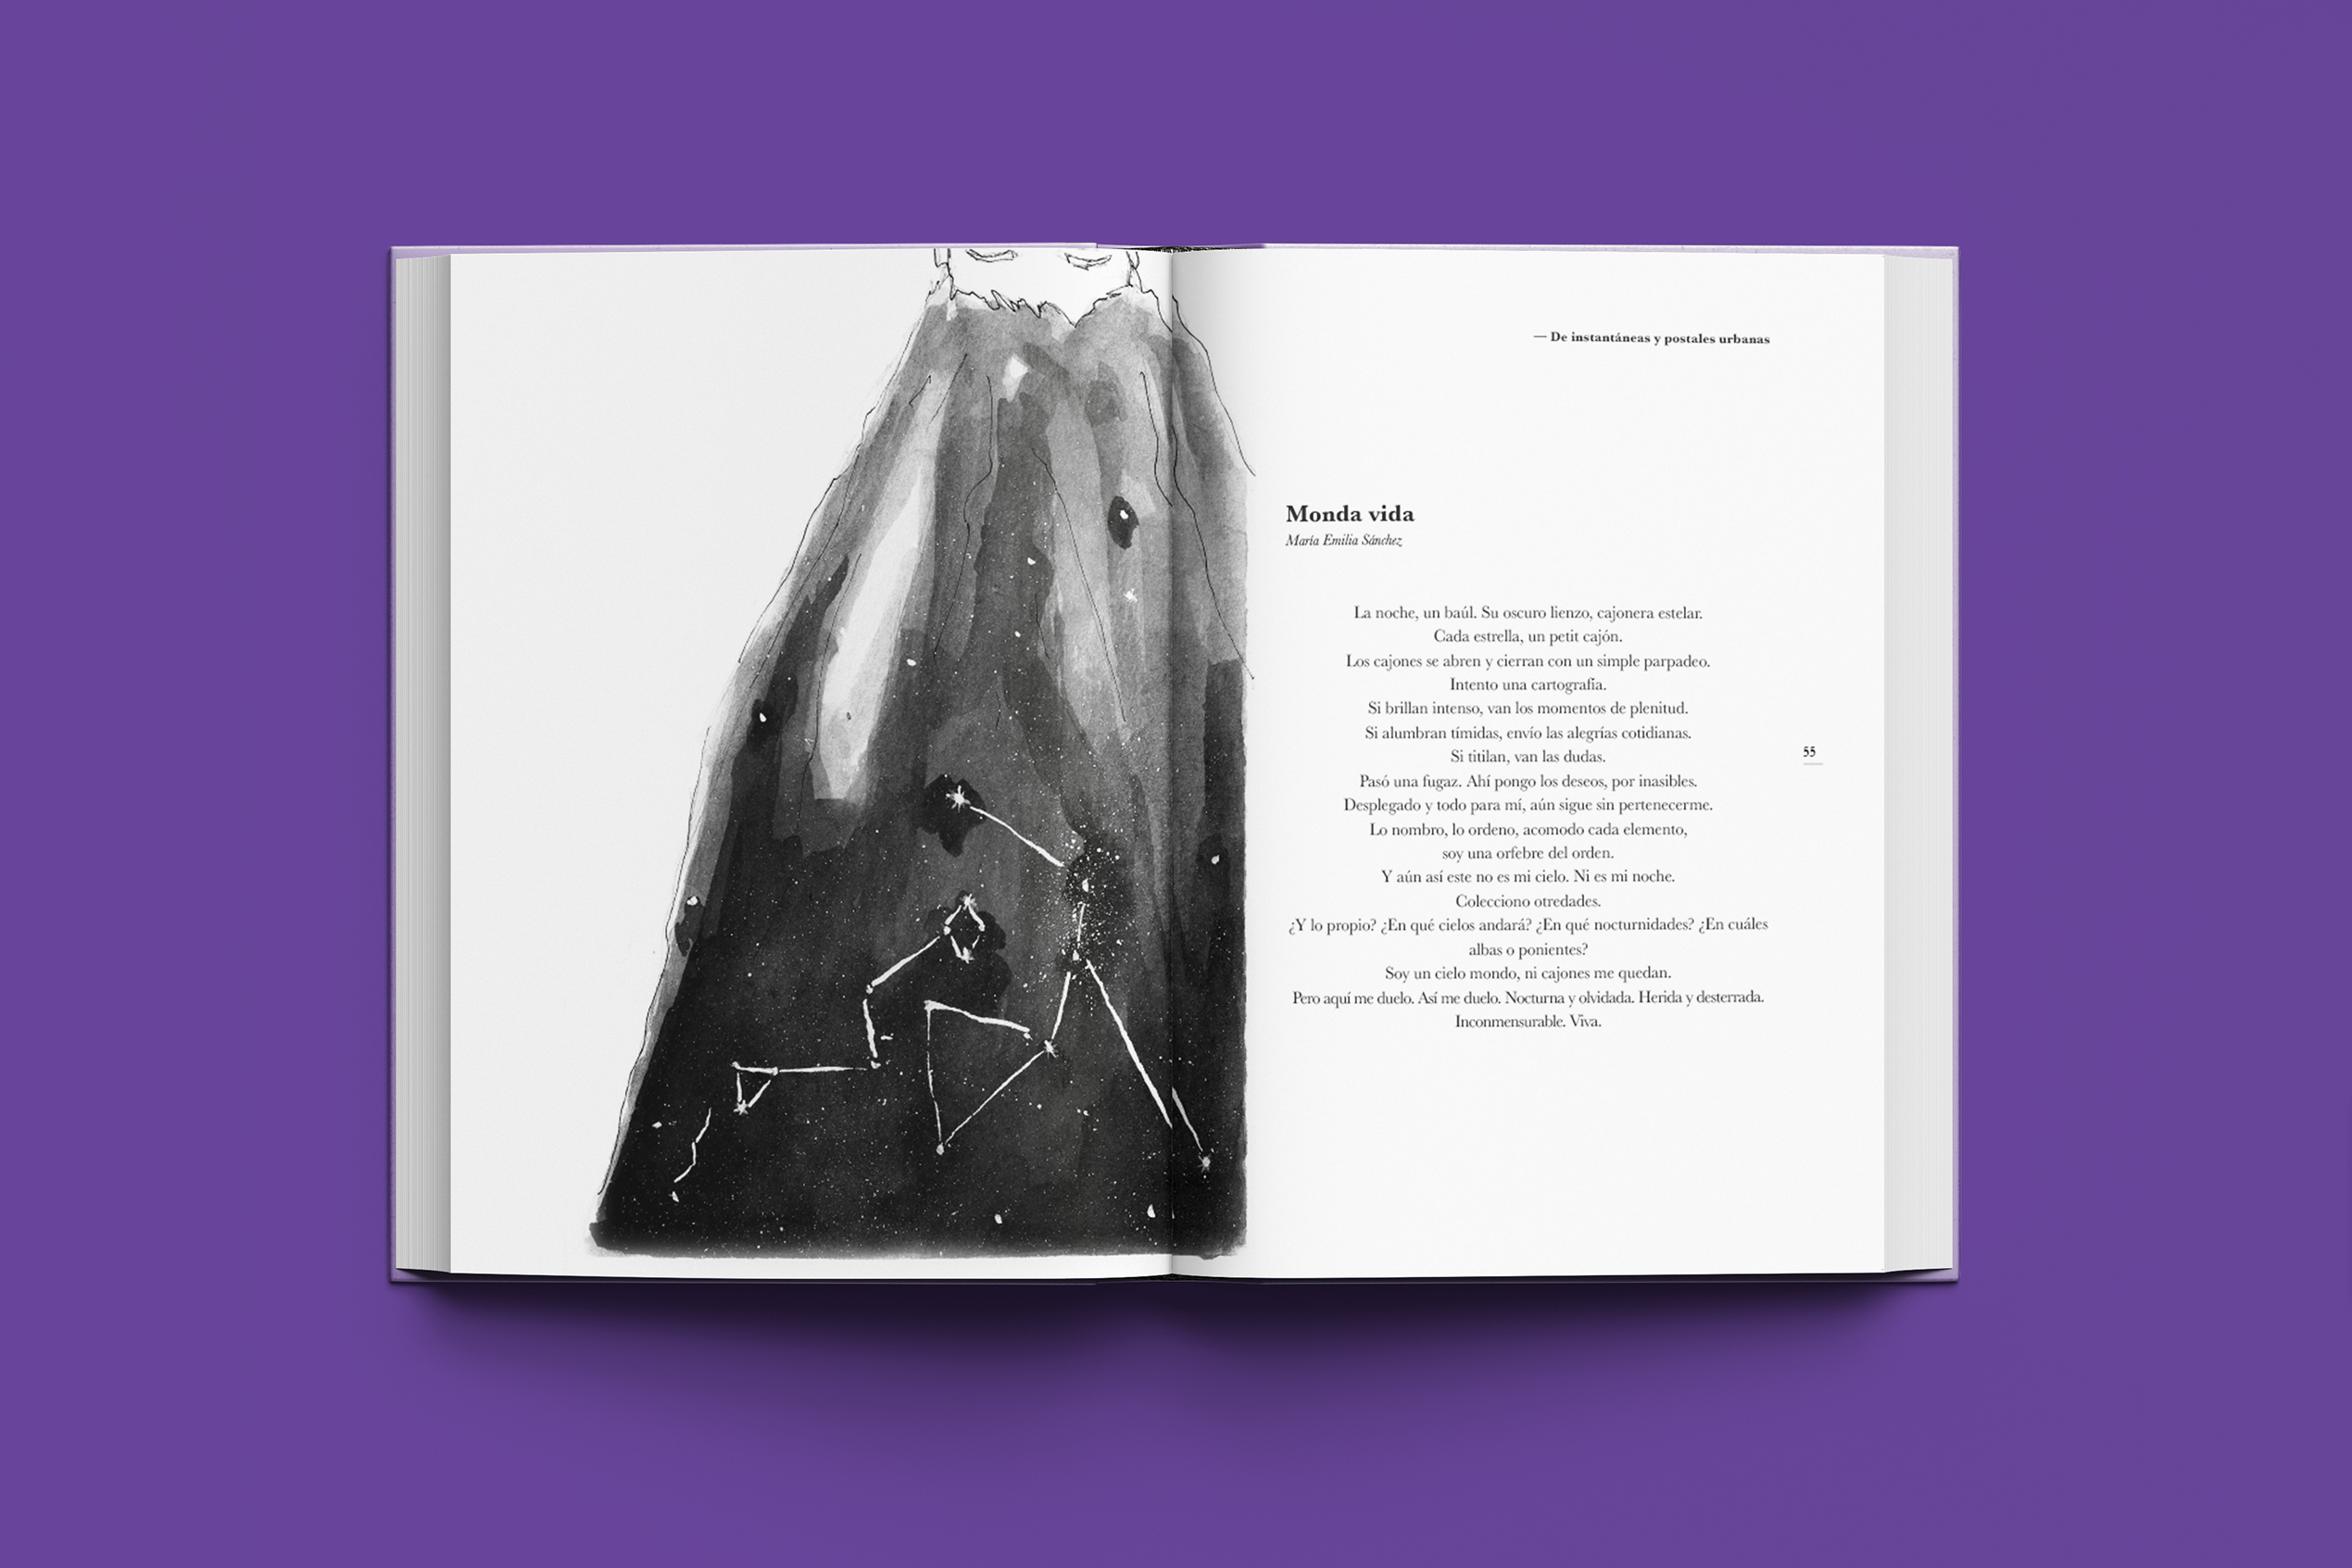 — De instantáneas y postales urbanas
Monda vida
María Emilia Sánchez
La noche, un baúl. Su oscuro lienzo, cajonera estelar.
Cada estrella, un petit cajón.
Los cajones se abren y cierran con un simple parpadeo.
Intento una cartografía.
Si brillan intenso, van los momentos de plenitud.
Si alumbran tímidas, envío las alegrías cotidianas.
Si titilan, van las dudas.
55
Pasó una fugaz. Ahí pongo los deseos, por inasibles.
Desplegado y todo para mí, aún sigue sin pertenecerme.
Lo nombro, lo ordeno, acomodo cada elemento,
soy una orfebre del orden.
Y aún así este no es mi cielo. Ni es mi noche.
Colecciono otredades.
¿Y lo propio? ¿En qué cielos andará? ¿En qué nocturnidades? ¿En cuáles
albas o ponientes?
Soy un cielo mondo, ni cajones me quedan.
Pero aquí me duelo. Así me duelo. Nocturna y olvidada. Herida y desterrada.
Inconmensurable. Viva.